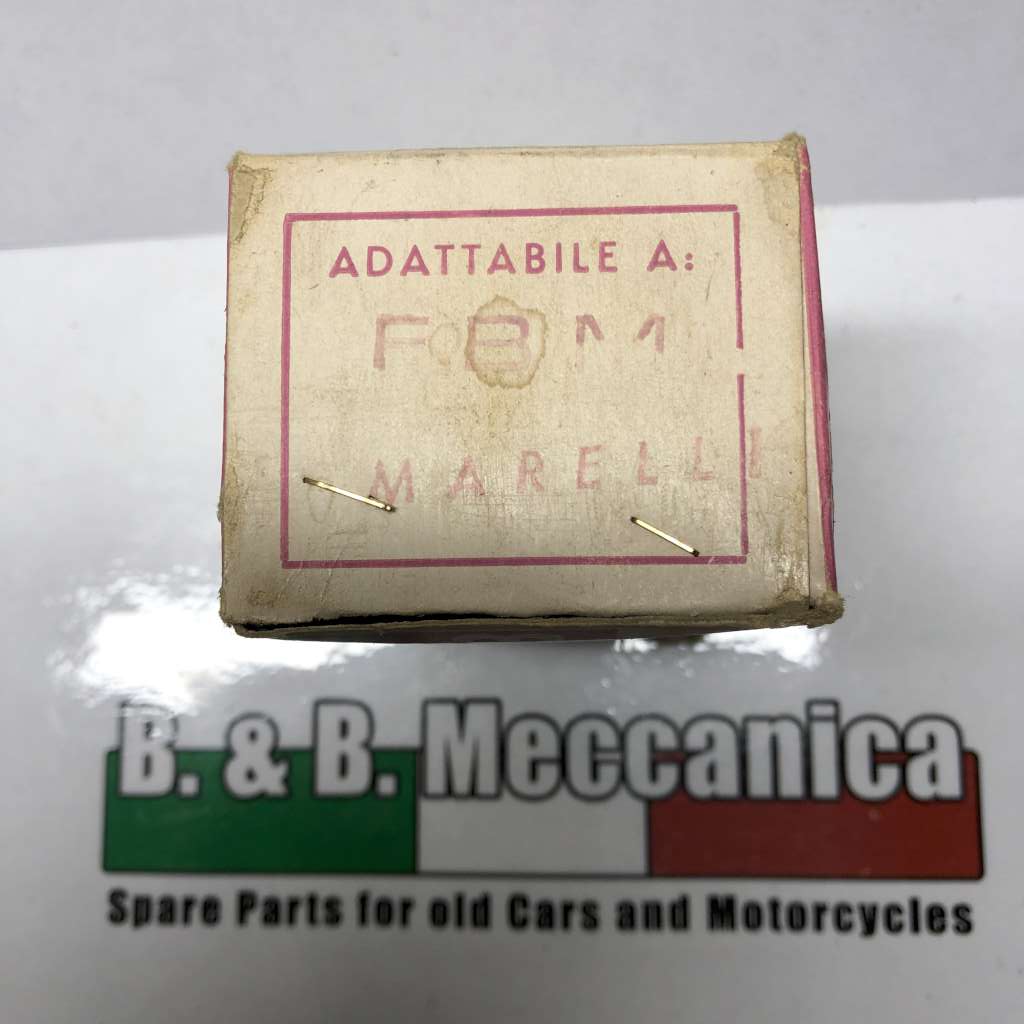 ADATTABILE A:
FBM
MARELLI
B. & B. Meccanica
Spare Parts for old Cars and Motorcycles